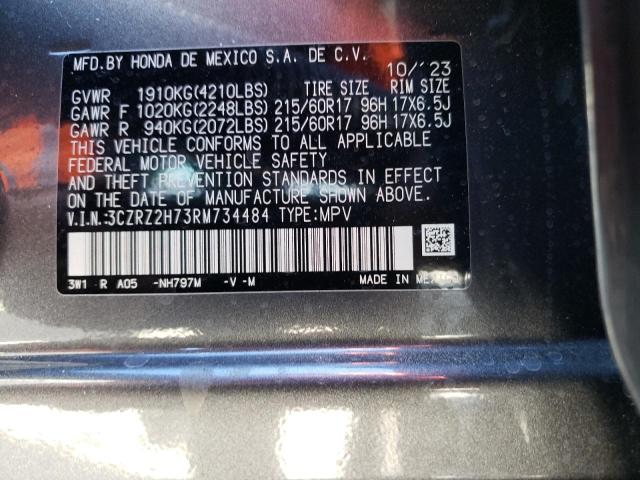 MFD.BY HONDA DE MEXICO S.A. DE C.V.
10/'23
GVWR 1910KG(4210LBS) TIRE SIZE RIM SIZE
GAWR F 1020KG(2248LBS) 215/60R17 96H 17X6.5J
GAWR R 940KG(2072LBS) 215/60R17 96H 17X6.5J
THIS VEHICLE CONFORMS TO ALL APPLICABLE
FEDERAL MOTOR VEHICLE SAFETY
AND THEFT PREVENTION STANDARDS IN EFFECT
ON THE DATE OF MANUFACTURE SHOWN ABOVE.
V.I.N.:3CZRZ2H73RM734484 TYPE:MPV
3W1 R A05 -NH797M -V -M MADE IN